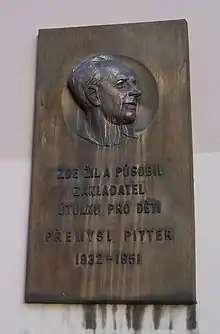 ZDE ŽIL A PŮSOBIL
ZAKLADATEL
ÚTULKU PRO DĚTI
PŘEMYSL PITTER
1932-1951